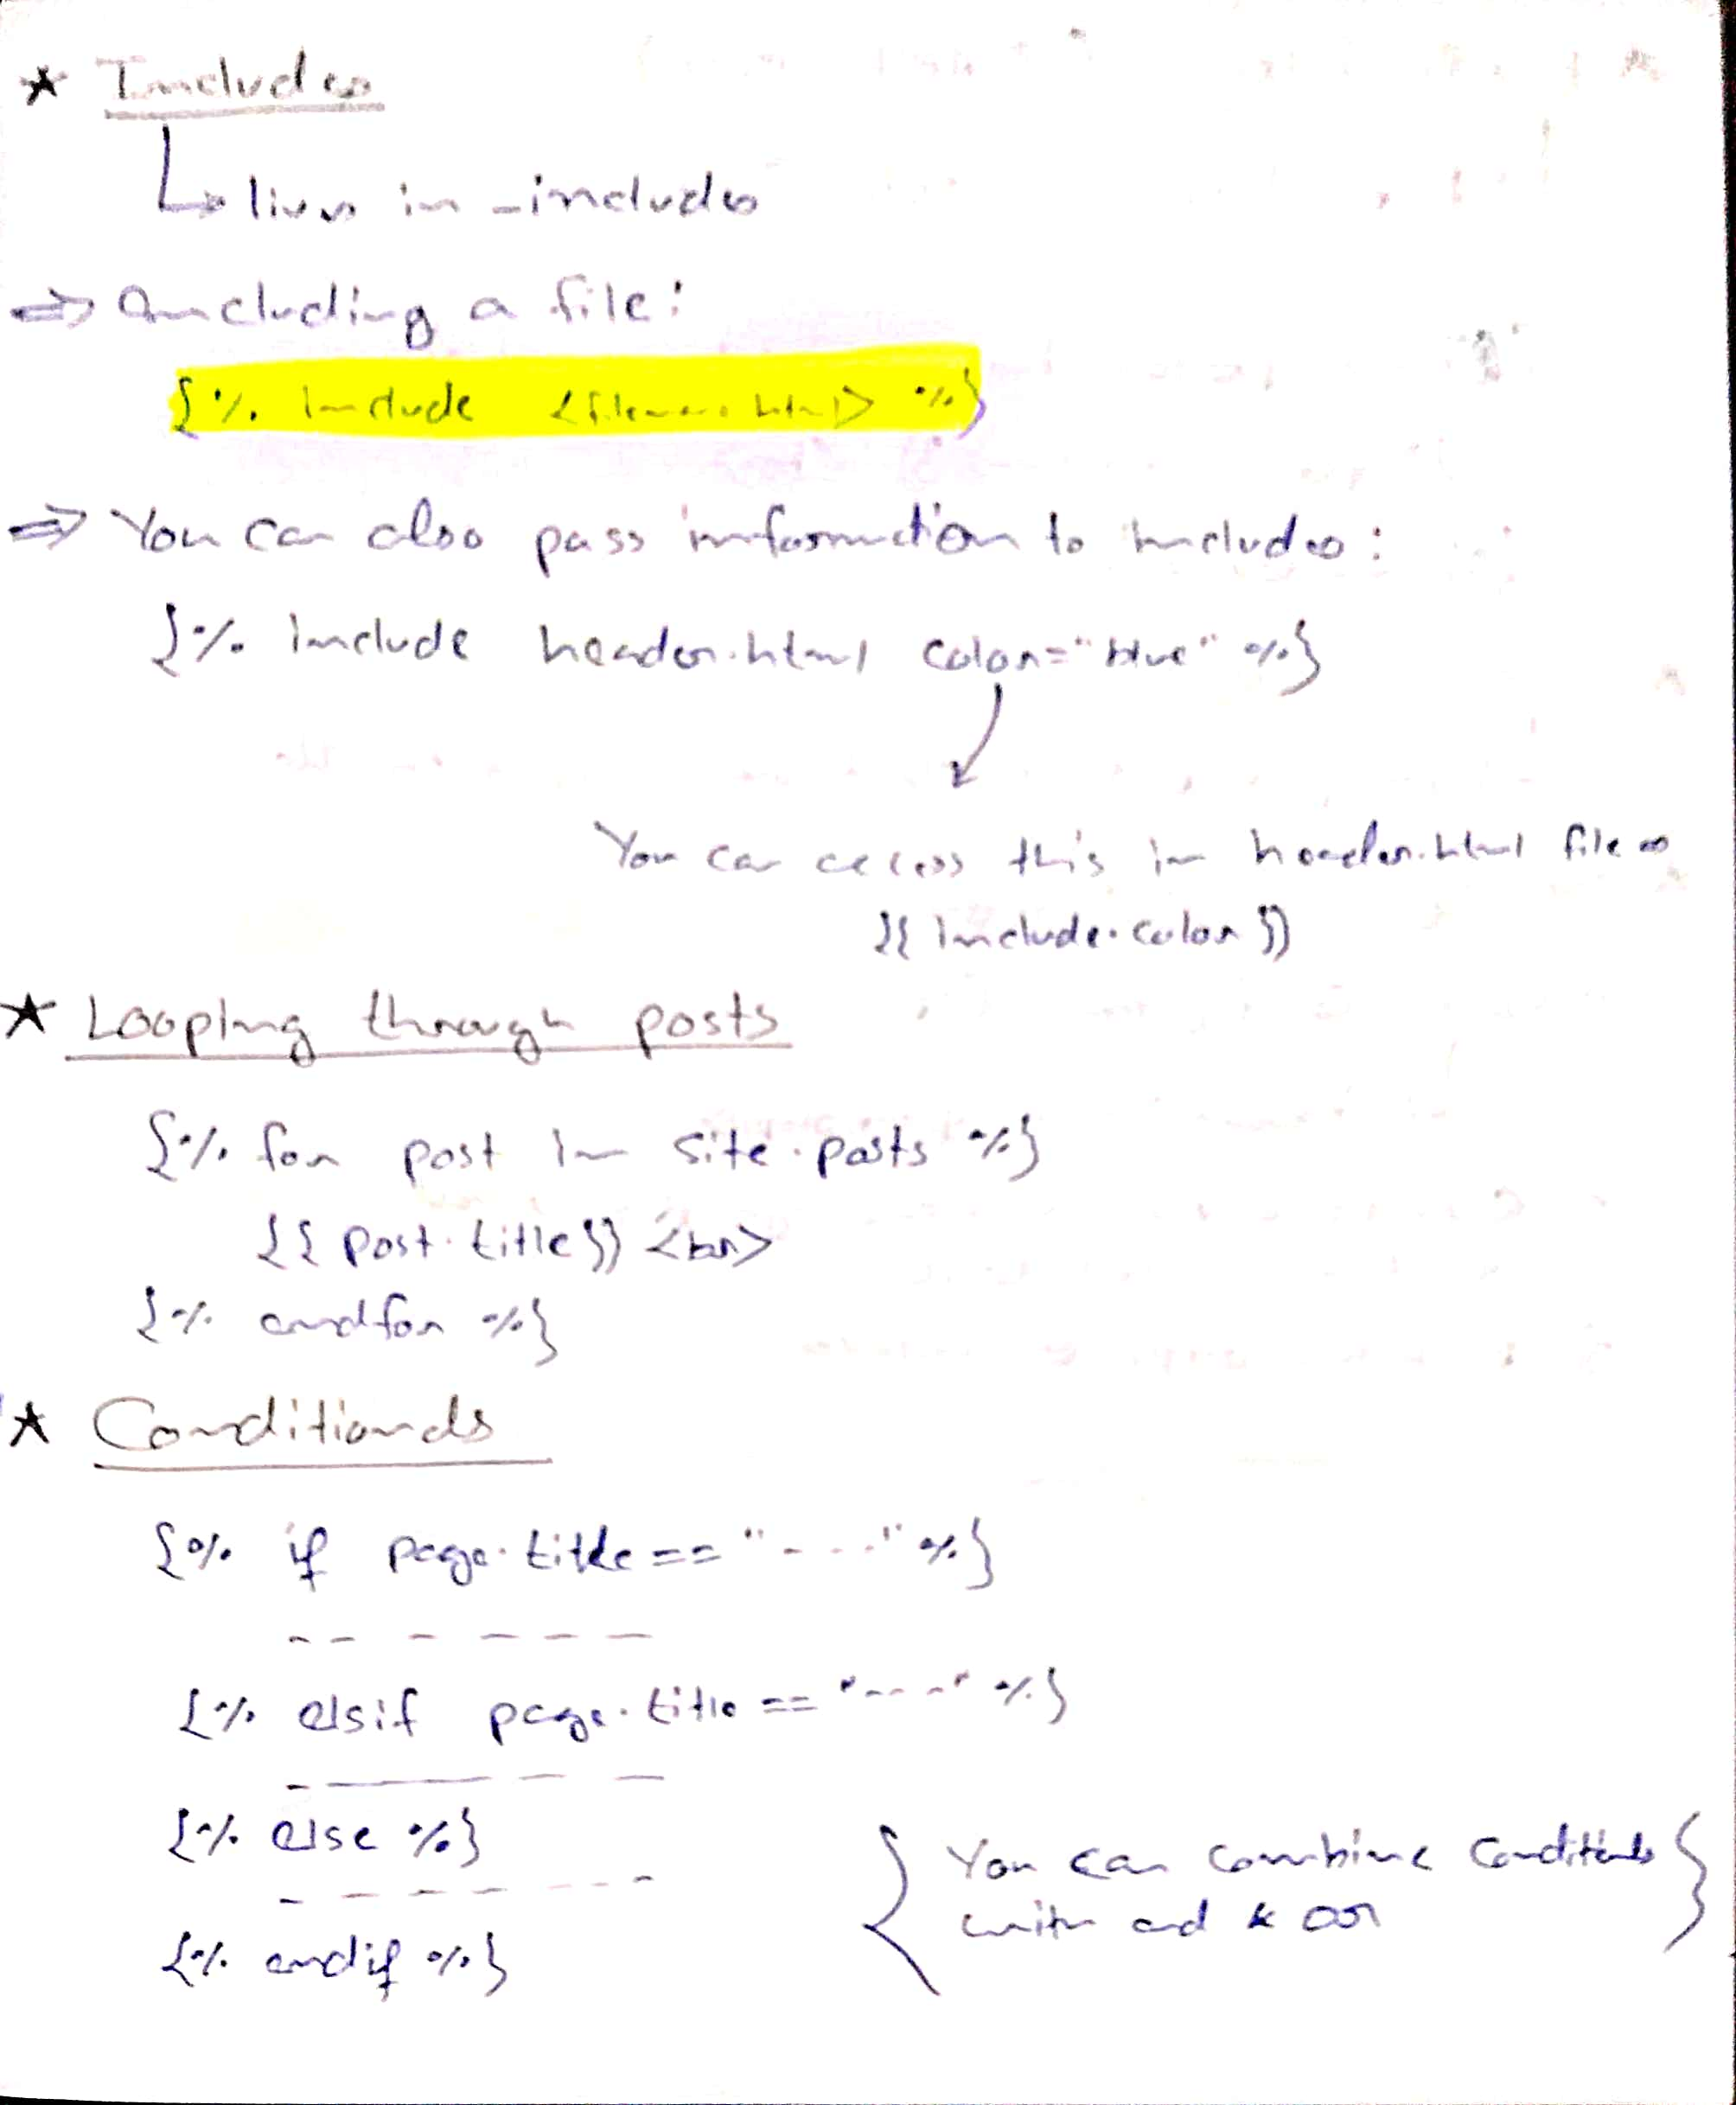 * Includes
↳ lives in _includes
⇒ Including a file:
{% include <filename.html> %}
⇒ You can also pass information to includes:
{% include header.html color="blue" %}
You can access this in header.html file as
{{ include.color }}
* Looping through posts
{% for post in site.posts %}
{{ post.title }} <br>
{% endfor %}
* Conditionals
{% if page.title == "- - - -" %}
-- - - - -
{% elsif page.title == "- - - -" %}
- — - -
{% else %}
- - - - - - -
{% endif %}
{ You can combine conditionals }
with and & or